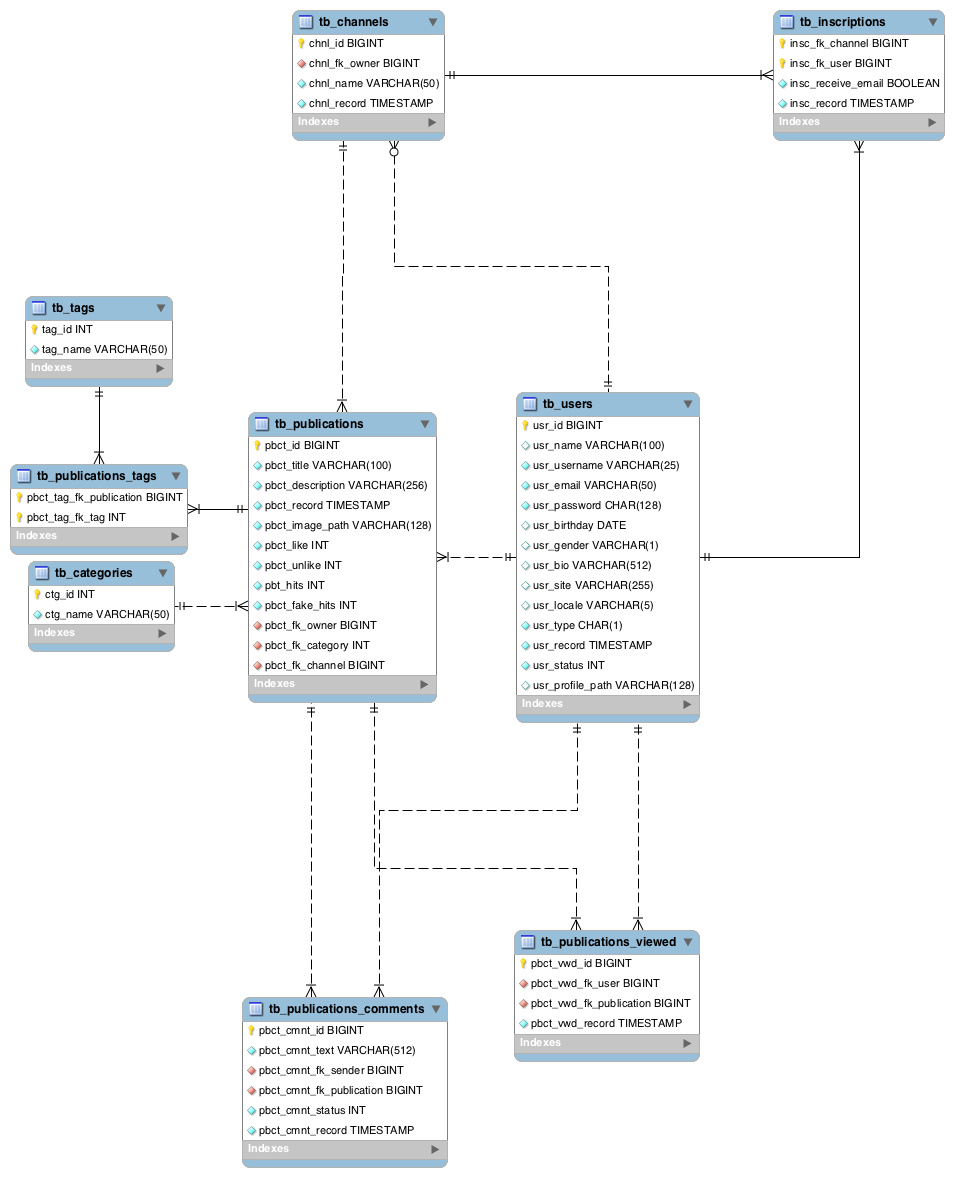 tb_channels
chnl_id BIGINT
chnl_fk_owner BIGINT
chnl_name VARCHAR(50)
chnl_record TIMESTAMP
Indexes
tb_inscriptions
insc_fk_channel BIGINT
insc_fk_user BIGINT
insc_receive_email BOOLEAN
insc_record TIMESTAMP
Indexes
tb_tags
tag_id INT
tag_name VARCHAR(50)
Indexes
tb_publications_tags
pbct_tag_fk_publication BIGINT
pbct_tag_fk_tag INT
Indexes
tb_categories
ctg_id INT
ctg_name VARCHAR(50)
Indexes
tb_publications
pbct_id BIGINT
pbct_title VARCHAR(100)
pbct_description VARCHAR(256)
pbct_record TIMESTAMP
pbct_image_path VARCHAR(128)
pbct_like INT
pbct_unlike INT
pbt_hits INT
pbct_fake_hits INT
pbct_fk_owner BIGINT
pbct_fk_category INT
pbct_fk_channel BIGINT
Indexes
tb_users
usr_id BIGINT
usr_name VARCHAR(100)
usr_username VARCHAR(25)
usr_email VARCHAR(50)
usr_password CHAR(128)
usr_birthday DATE
usr_gender VARCHAR(1)
usr_bio VARCHAR(512)
usr_site VARCHAR(255)
usr_locale VARCHAR(5)
usr_type CHAR(1)
usr_record TIMESTAMP
usr_status INT
usr_profile_path VARCHAR(128)
Indexes
tb_publications_viewed
pbct_vwd_id BIGINT
pbct_vwd_fk_user BIGINT
pbct_vwd_fk_publication BIGINT
pbct_vwd_record TIMESTAMP
Indexes
tb_publications_comments
pbct_cmnt_id BIGINT
pbct_cmnt_text VARCHAR(512)
pbct_cmnt_fk_sender BIGINT
pbct_cmnt_fk_publication BIGINT
pbct_cmnt_status INT
pbct_cmnt_record TIMESTAMP
Indexes